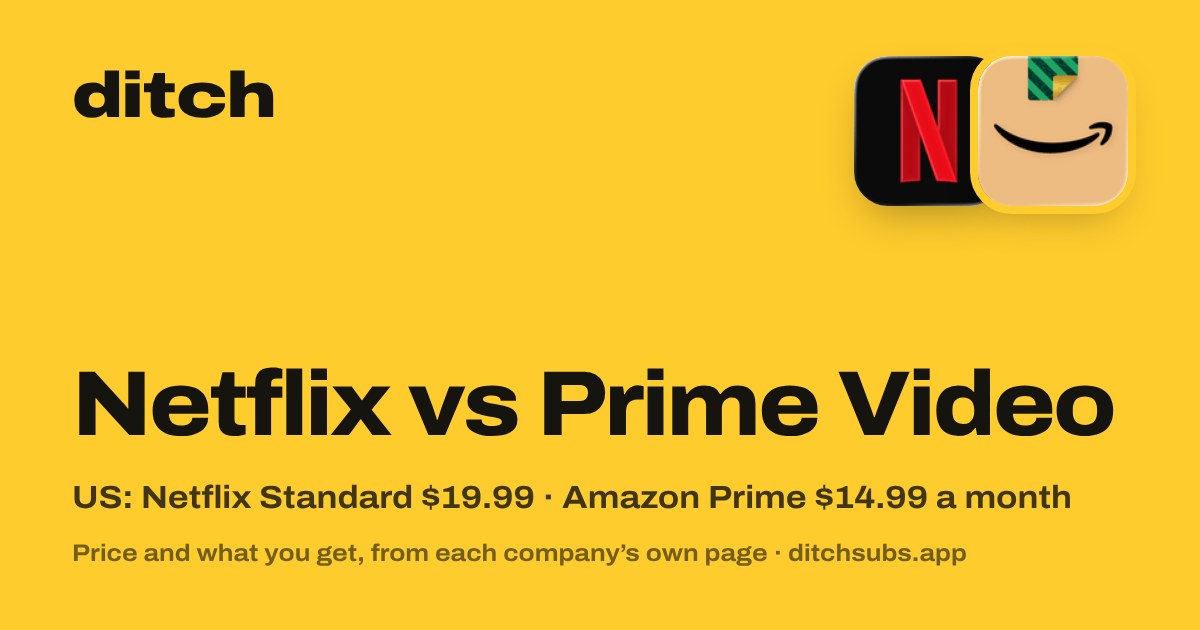 ditch
N
Netflix vs Prime Video
US: Netflix Standard $19.99 · Amazon Prime $14.99 a month
Price and what you get, from each company’s own page · ditchsubs.app